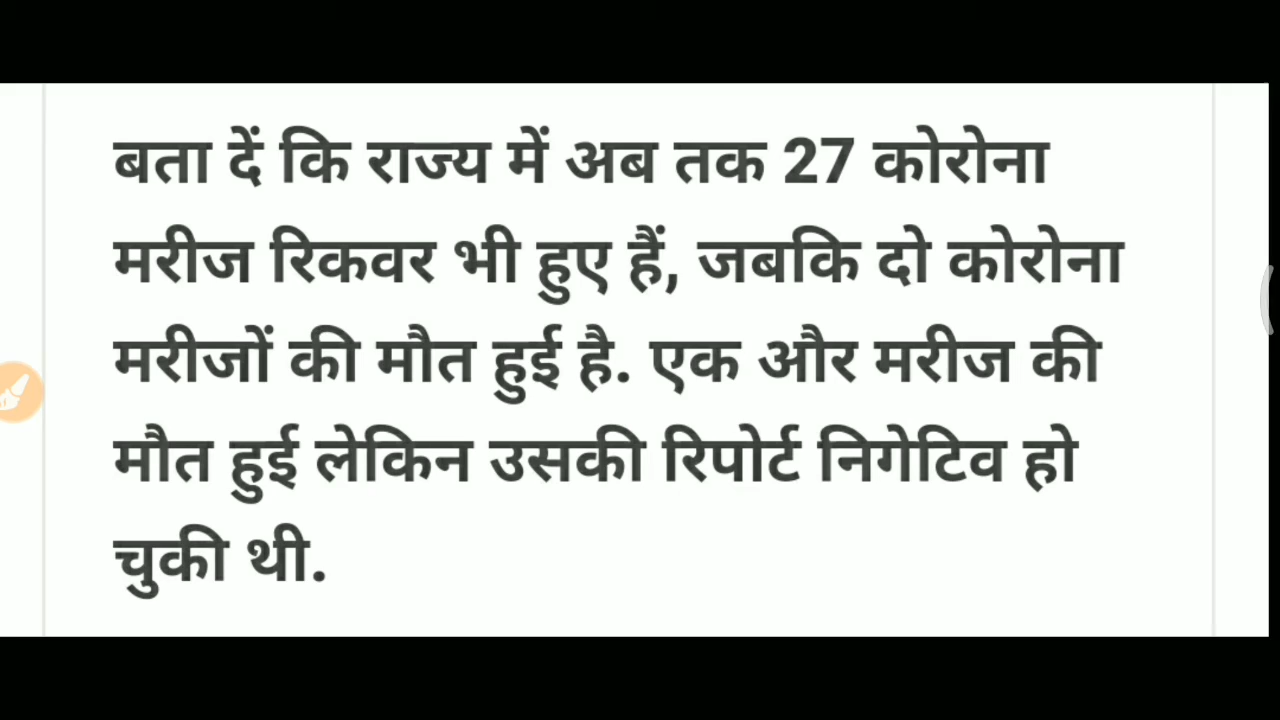 बता दें कि राज्य में अब तक 27 कोरोना
मरीज रिकवर भी हुए हैं, जबकि दो कोरोना
मरीजों की मौत हुई है. एक और मरीज की
मौत हुई लेकिन उसकी रिपोर्ट निगेटिव हो
चुकी थी.